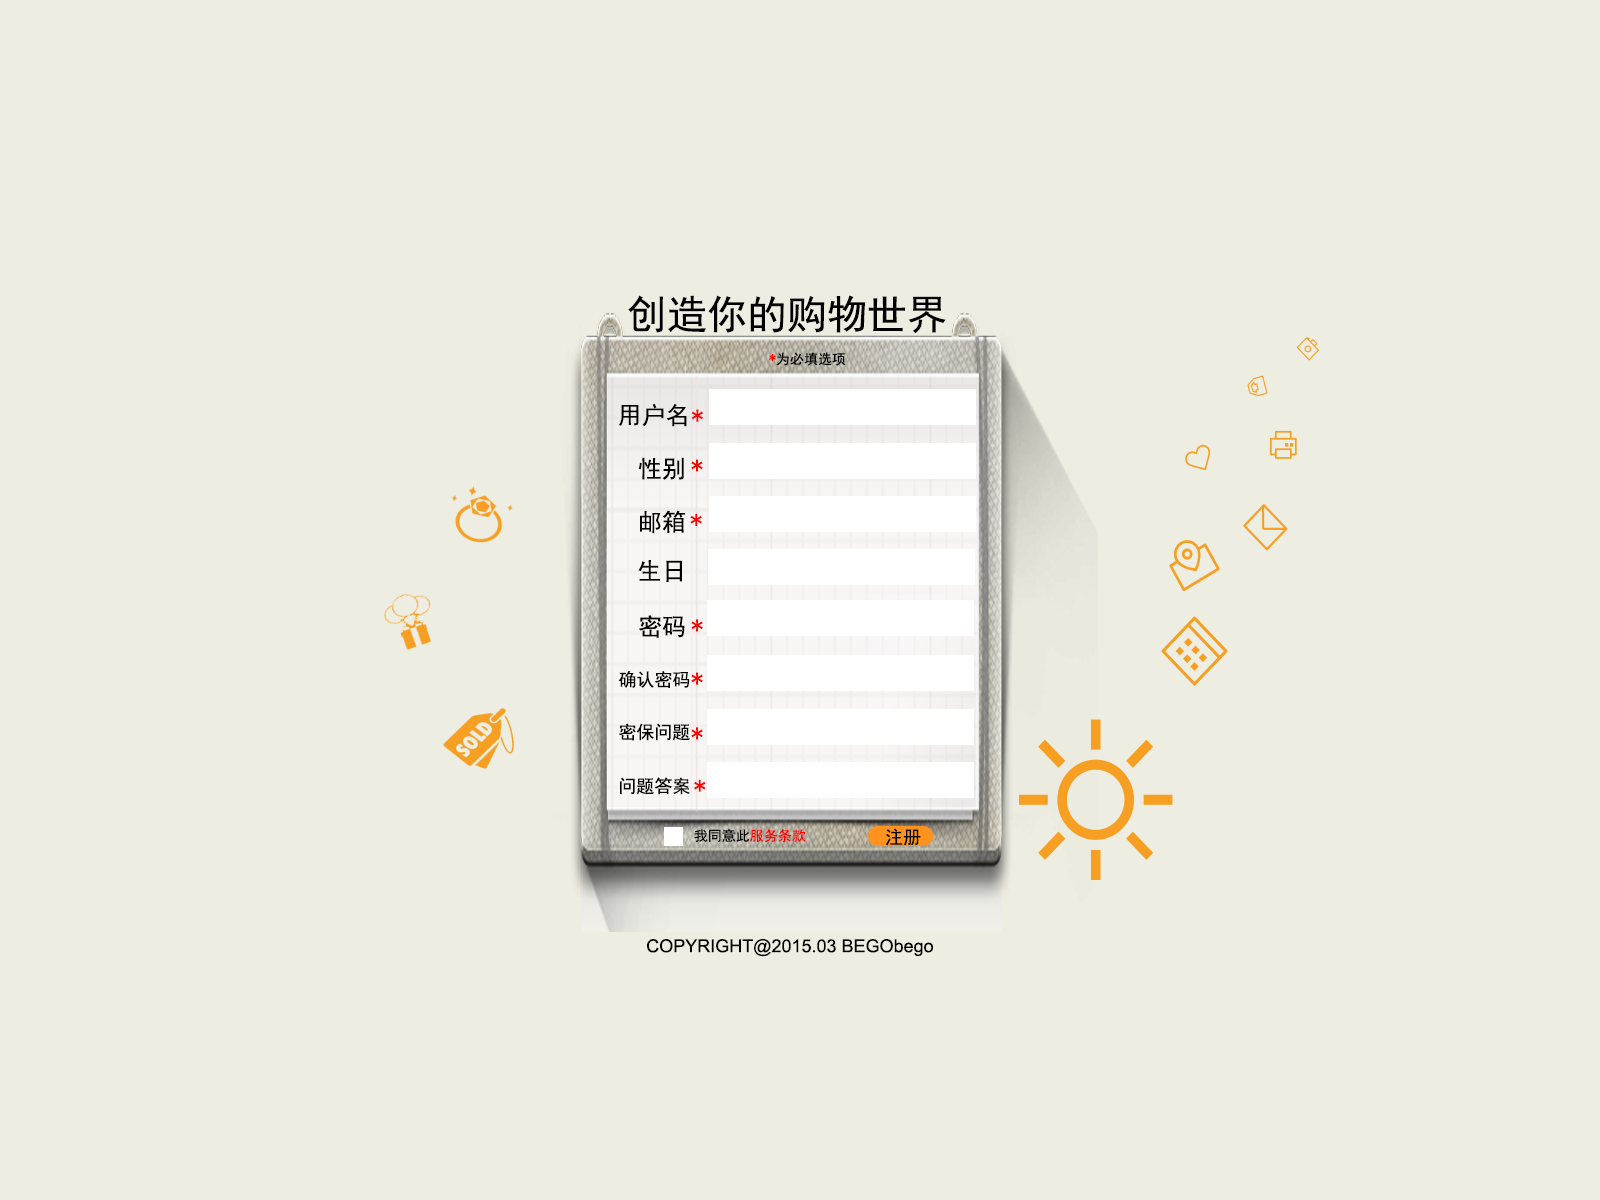 创造你的购物世界
*为必填选项
用户名*
性别*
邮箱*
生日
密码*
确认密码*
密保问题*
问题答案*
我同意此服务条款
注册
SOLD
COPYRIGHT@2015.03 BEGObego